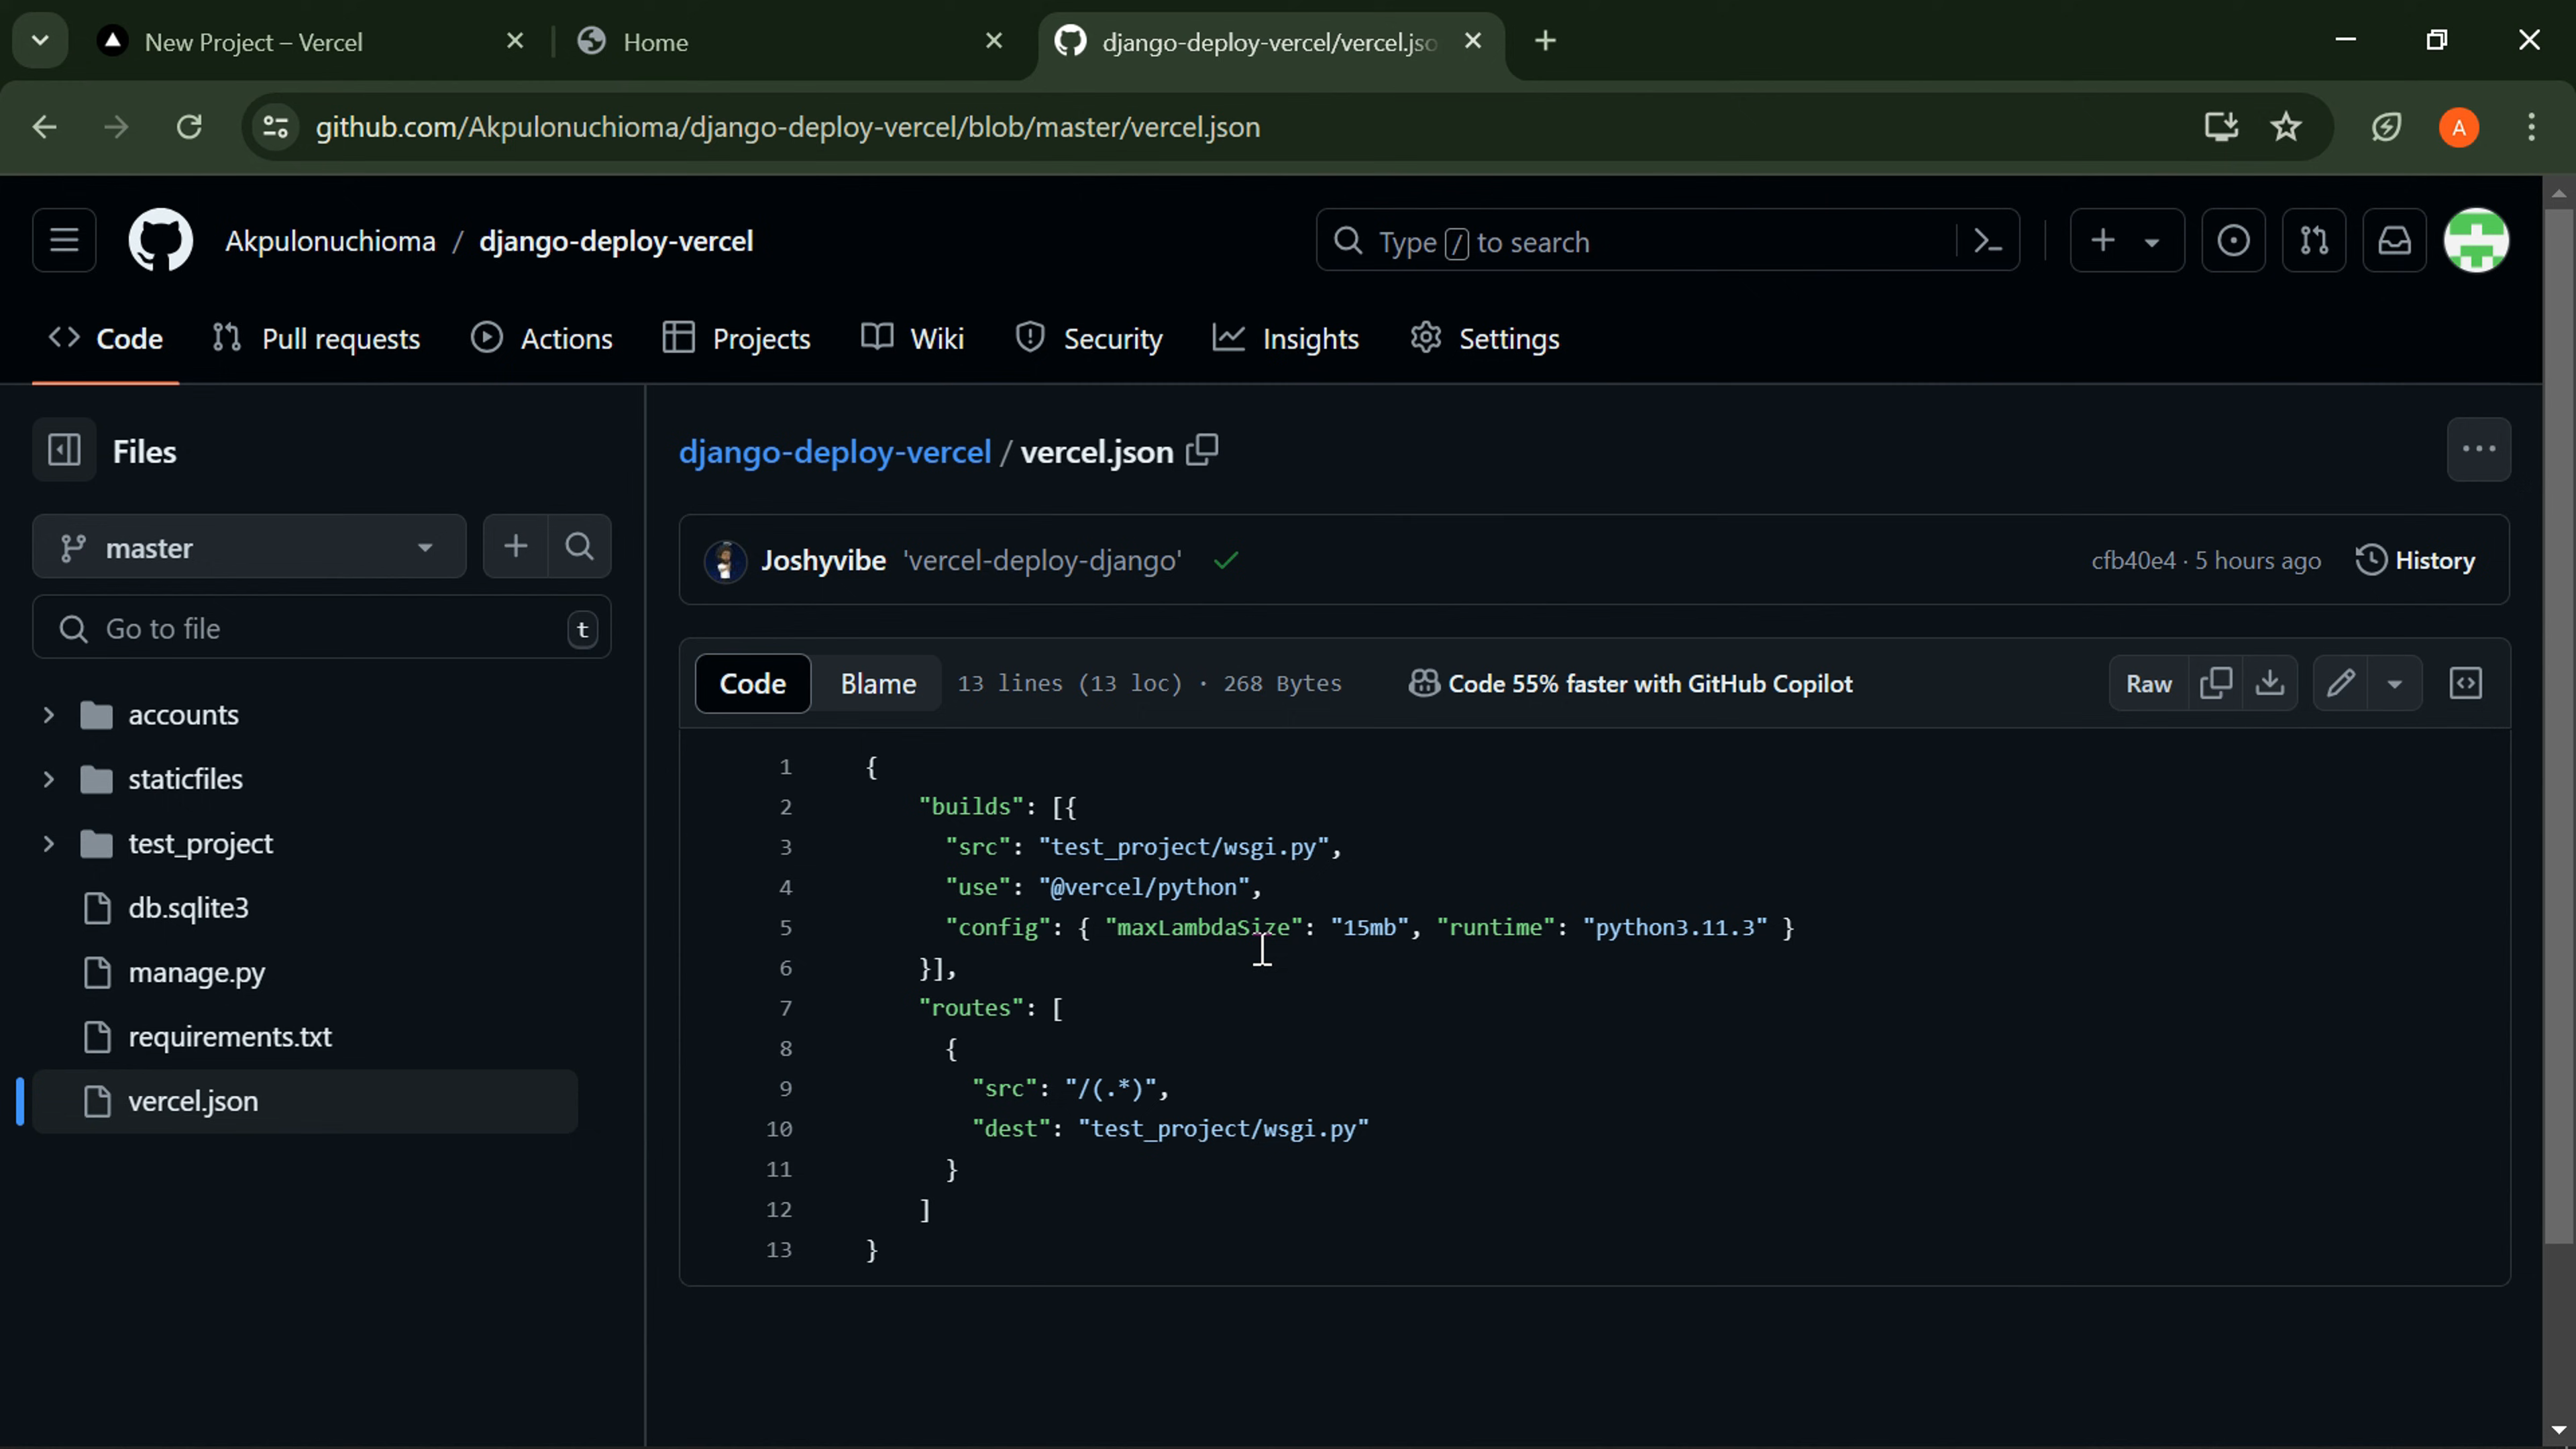 New Project – Vercel
Home
django-deploy-vercel/vercel.jso
github.com/Akpulonuchioma/django-deploy-vercel/blob/master/vercel.json
A
Akpulonuchioma / django-deploy-vercel
Type / to search
Code
Pull requests
Actions
Projects
Wiki
Security
Insights
Settings
Files
django-deploy-vercel / vercel.json
master
Joshyvibe 'vercel-deploy-django'
cfb40e4 · 5 hours ago
History
Go to file
t
Code
Blame
13 lines (13 loc) · 268 Bytes
Code 55% faster with GitHub Copilot
Raw
accounts
staticfiles
test_project
db.sqlite3
manage.py
requirements.txt
vercel.json
1 {
2 "builds": [{
3 "src": "test_project/wsgi.py",
4 "use": "@vercel/python",
5 "config": { "maxLambdaSize": "15mb", "runtime": "python3.11.3" }
6 }],
7 "routes": [
8 {
9 "src": "/(.*)",
10 "dest": "test_project/wsgi.py"
11 }
12 ]
13 }